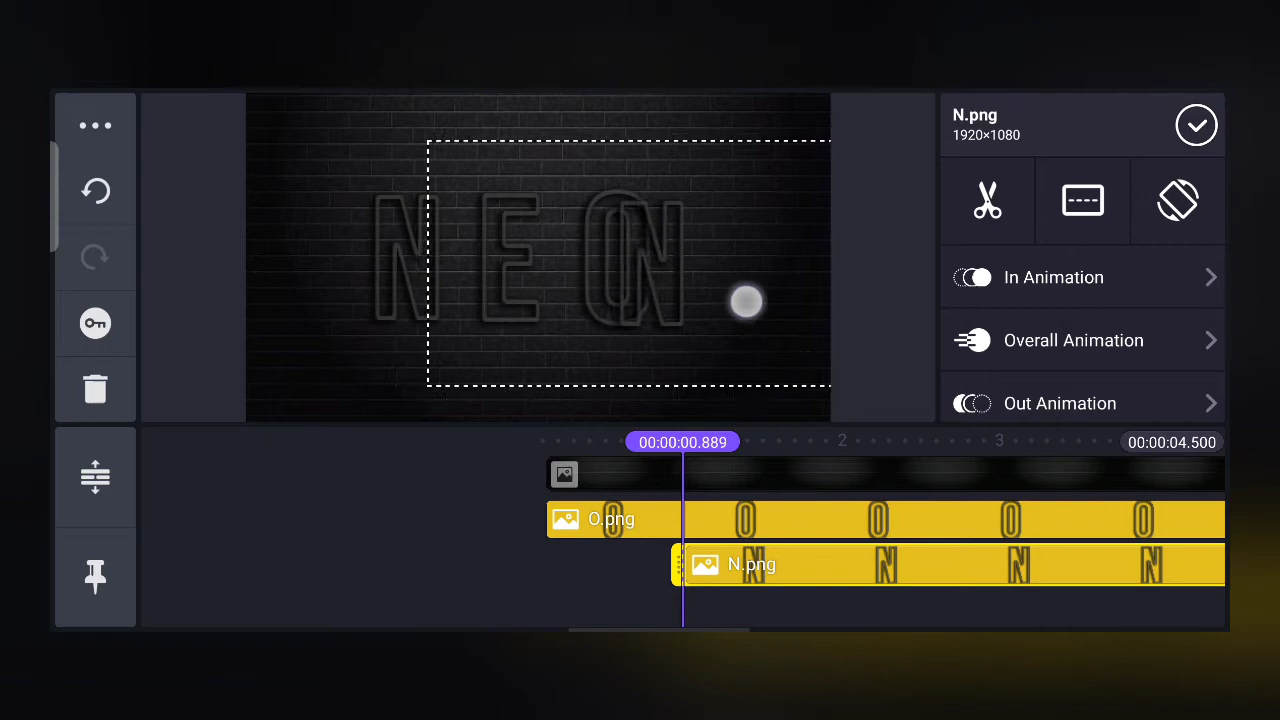 N.png
1920×1080
N E O N
In Animation
Overall Animation
Out Animation
00:00:00.889
2
3
00:00:04.500
O.png
O O O O O
N.png
N N N N